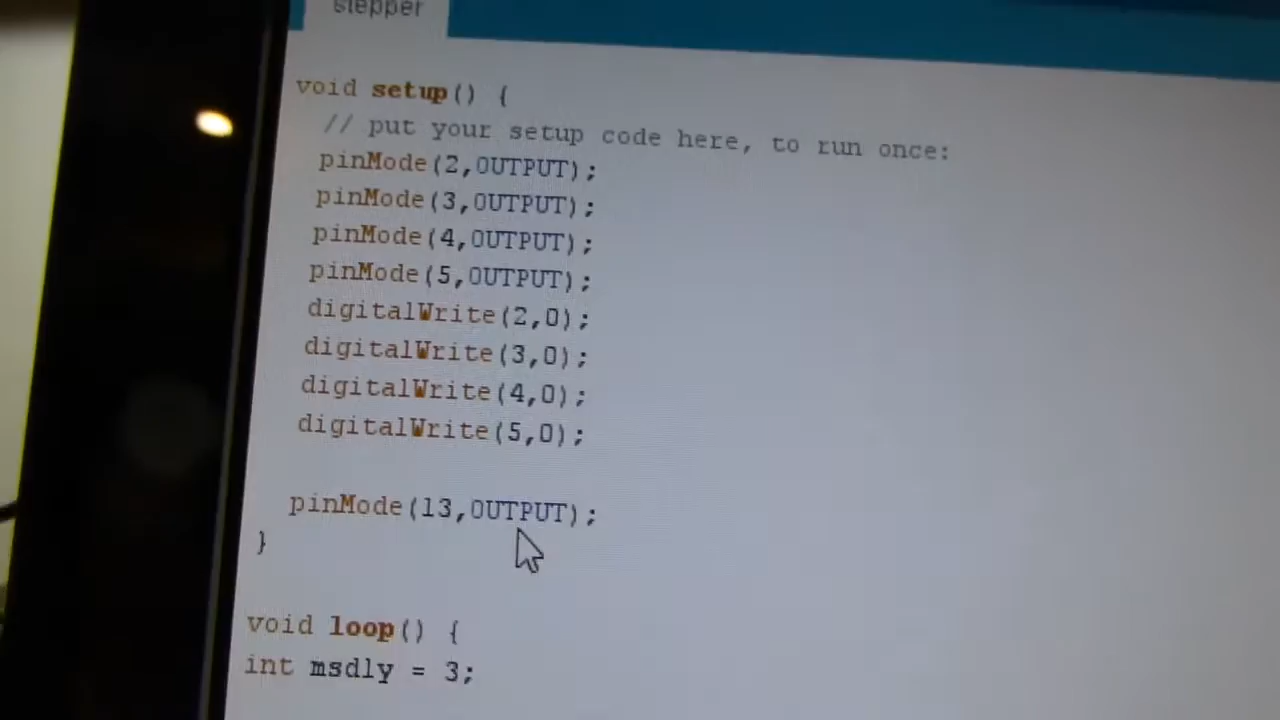 stepper
void setup() {
// put your setup code here, to run once:
pinMode(2,OUTPUT);
pinMode(3,OUTPUT);
pinMode(4,OUTPUT);
pinMode(5,OUTPUT);
digitalWrite(2,0);
digitalWrite(3,0);
digitalWrite(4,0);
digitalWrite(5,0);
pinMode(13,OUTPUT);
}
void loop() {
int msdly = 3;